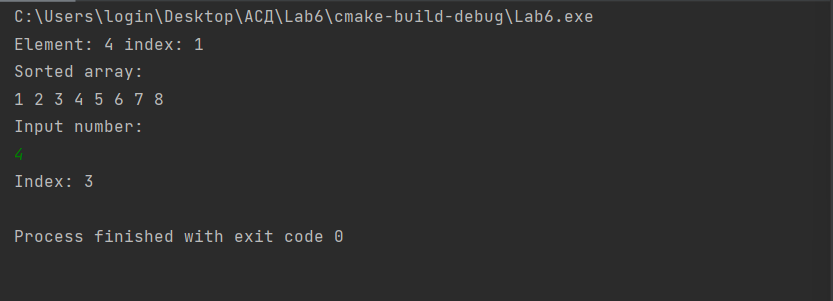 C:\Users\login\Desktop\АСД\Lab6\cmake-build-debug\Lab6.exe
Element: 4 index: 1
Sorted array:
1 2 3 4 5 6 7 8
Input number:
4
Index: 3
Process finished with exit code 0